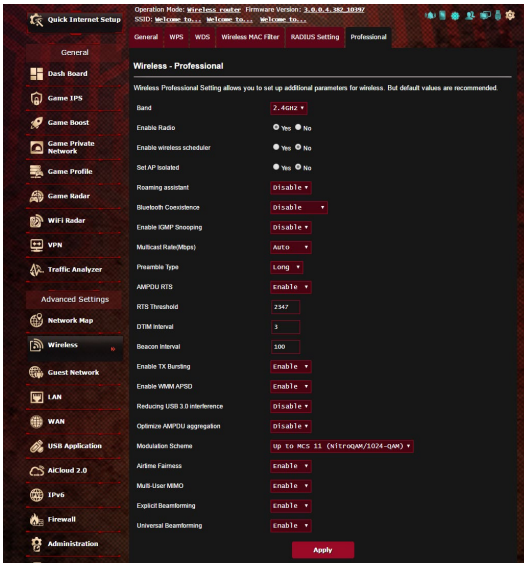 Quick Internet Setup
Operation Mode: Wireless router Firmware Version: 3.0.0.4.382_10397
SSID: Welcome to... Welcome to... Welcome to...
General WPS WDS Wireless MAC Filter RADIUS Setting Professional
General
Dash Board
Game IPS
Game Boost
Game Private Network
Game Profile
Game Radar
WiFi Radar
VPN
Traffic Analyzer
Advanced Settings
Network Map
Wireless
Guest Network
LAN
WAN
USB Application
AiCloud 2.0
IPv6
Firewall
Administration
Wireless - Professional
Wireless Professional Setting allows you to set up additional parameters for wireless. But default values are recommended.
Band 2.4GHz
Enable Radio Yes No
Enable wireless scheduler Yes No
Set AP Isolated Yes No
Roaming assistant Disable
Bluetooth Coexistence Disable
Enable IGMP Snooping Disable
Multicast Rate(Mbps) Auto
Preamble Type Long
AMPDU RTS Enable
RTS Threshold 2347
DTIM Interval 3
Beacon Interval 100
Enable TX Bursting Enable
Enable WMM APSD Enable
Reducing USB 3.0 interference Disable
Optimize AMPDU aggregation Disable
Modulation Scheme Up to MCS 11 (NitroQAM/1024-QAM)
Airtime Fairness Enable
Multi-User MIMO Enable
Explicit Beamforming Enable
Universal Beamforming Enable
Apply